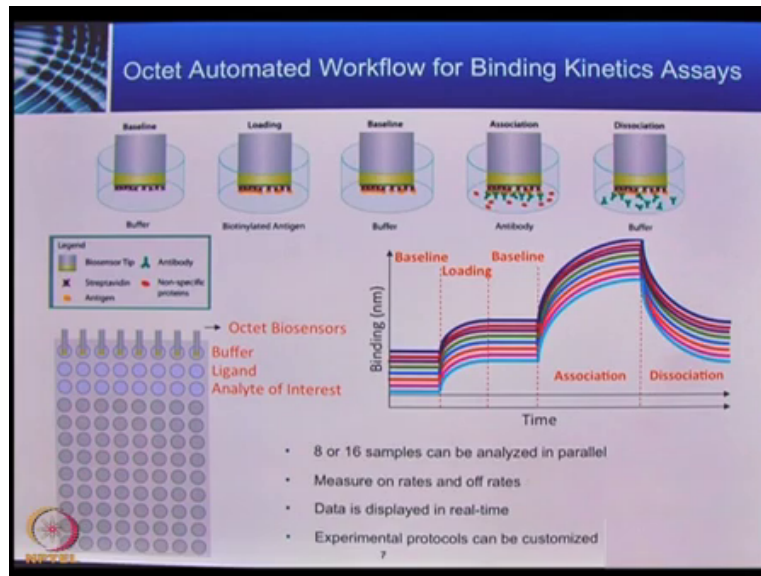 Octet Automated Workflow for Binding Kinetics Assays
Baseline
Loading
Baseline
Association
Dissociation
Buffer
Biotinylated Antigen
Buffer
Antibody
Buffer
Legend
Biosensor Tip
Antibody
Streptavidin
Non-specific
proteins
Antigen
Octet Biosensors
Buffer
Ligand
Analyte of Interest
Baseline
Loading
Baseline
Association
Dissociation
Binding (nm)
Time
• 8 or 16 samples can be analyzed in parallel
• Measure on rates and off rates
• Data is displayed in real-time
• Experimental protocols can be customized
7
NPTEL